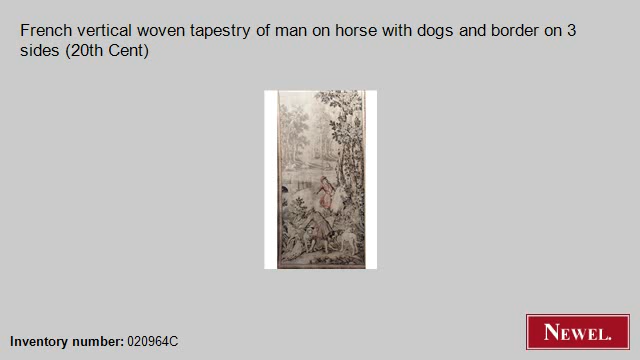 French vertical woven tapestry of man on horse with dogs and border on 3
sides (20th Cent)
Inventory number: 020964C
NEWEL.